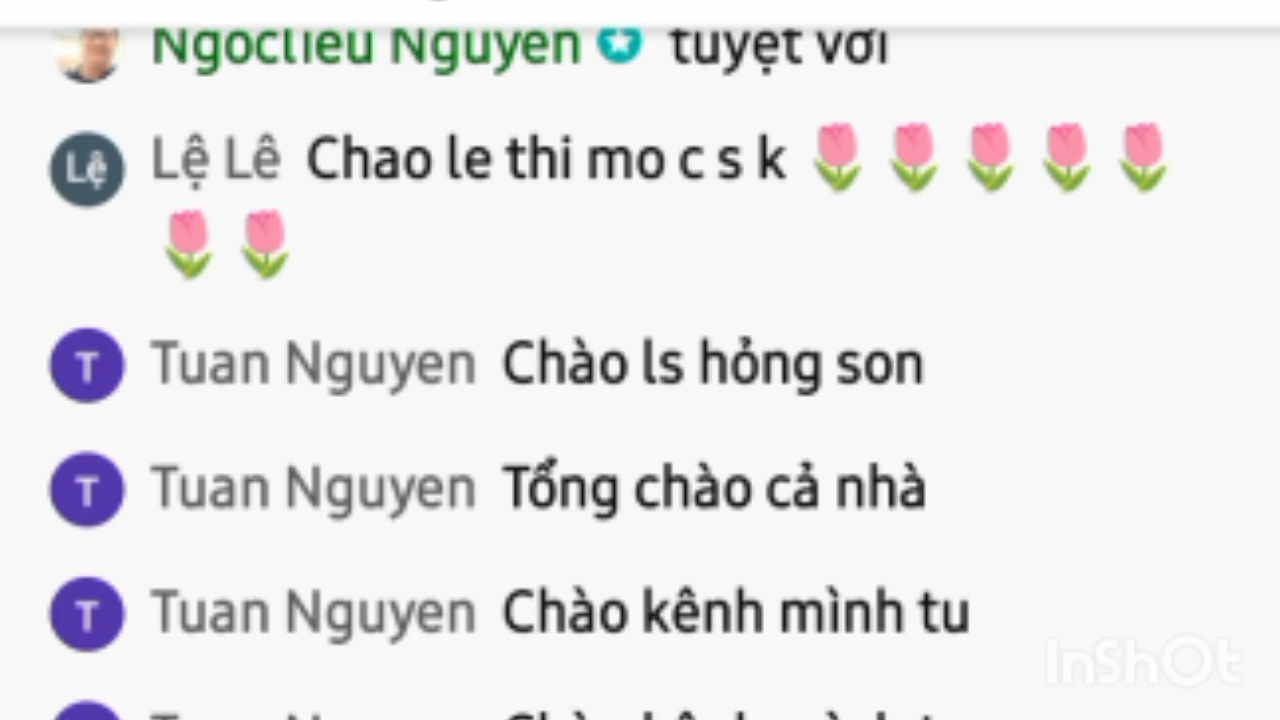 Ngoclieu Nguyen tuyệt vời
Lệ Lệ Lê Chao le thi mo c s k 🌷🌷🌷🌷🌷
🌷🌷
T Tuan Nguyen Chào ls hỏng son
T Tuan Nguyen Tổng chào cả nhà
T Tuan Nguyen Chào kênh mình tu
InShOt